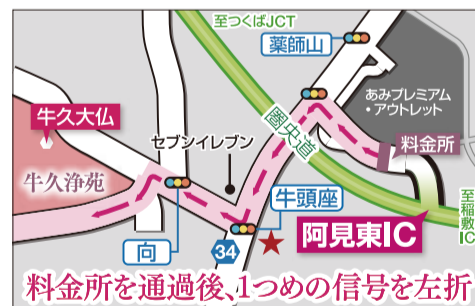 至つくばJCT
薬師山
あみプレミアム
・アウトレット
牛久大仏
セブンイレブン
圏央道
料金所
牛久浄苑
牛頭座
至稲敷IC
向
34
阿見東IC
料金所を通過後、1つめの信号を左折